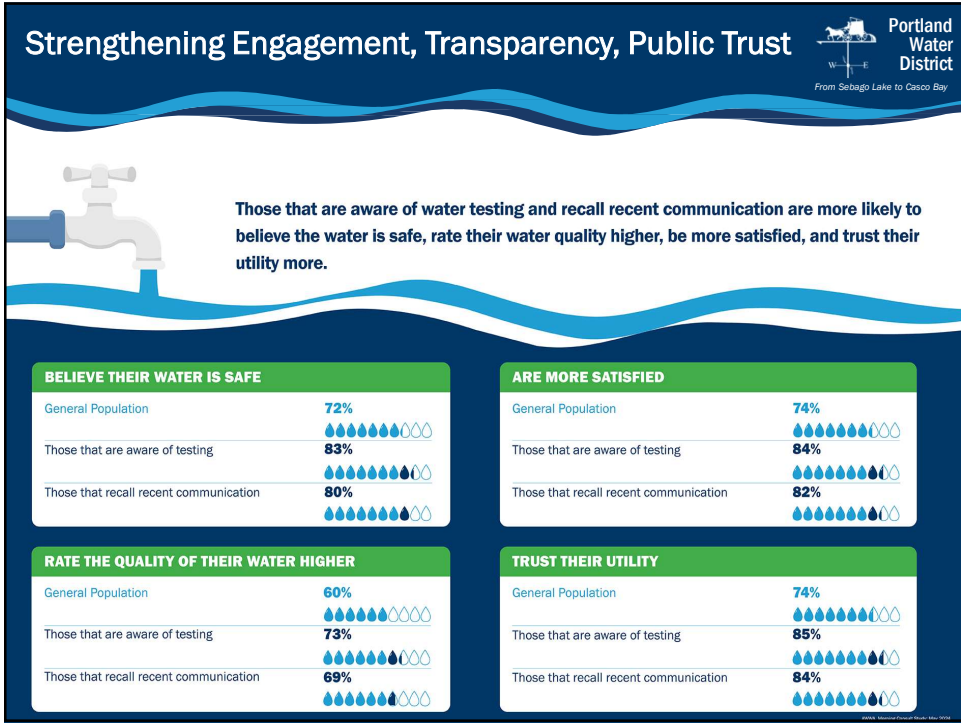 Strengthening Engagement, Transparency, Public Trust
Portland
Water
District
W E
From Sebago Lake to Casco Bay
Those that are aware of water testing and recall recent communication are more likely to
believe the water is safe, rate their water quality higher, be more satisfied, and trust their
utility more.
BELIEVE THEIR WATER IS SAFE
General Population 72%
Those that are aware of testing 83%
Those that recall recent communication 80%
ARE MORE SATISFIED
General Population 74%
Those that are aware of testing 84%
Those that recall recent communication 82%
RATE THE QUALITY OF THEIR WATER HIGHER
General Population 60%
Those that are aware of testing 73%
Those that recall recent communication 69%
TRUST THEIR UTILITY
General Population 74%
Those that are aware of testing 85%
Those that recall recent communication 84%
Morning Consult Study, May 2024